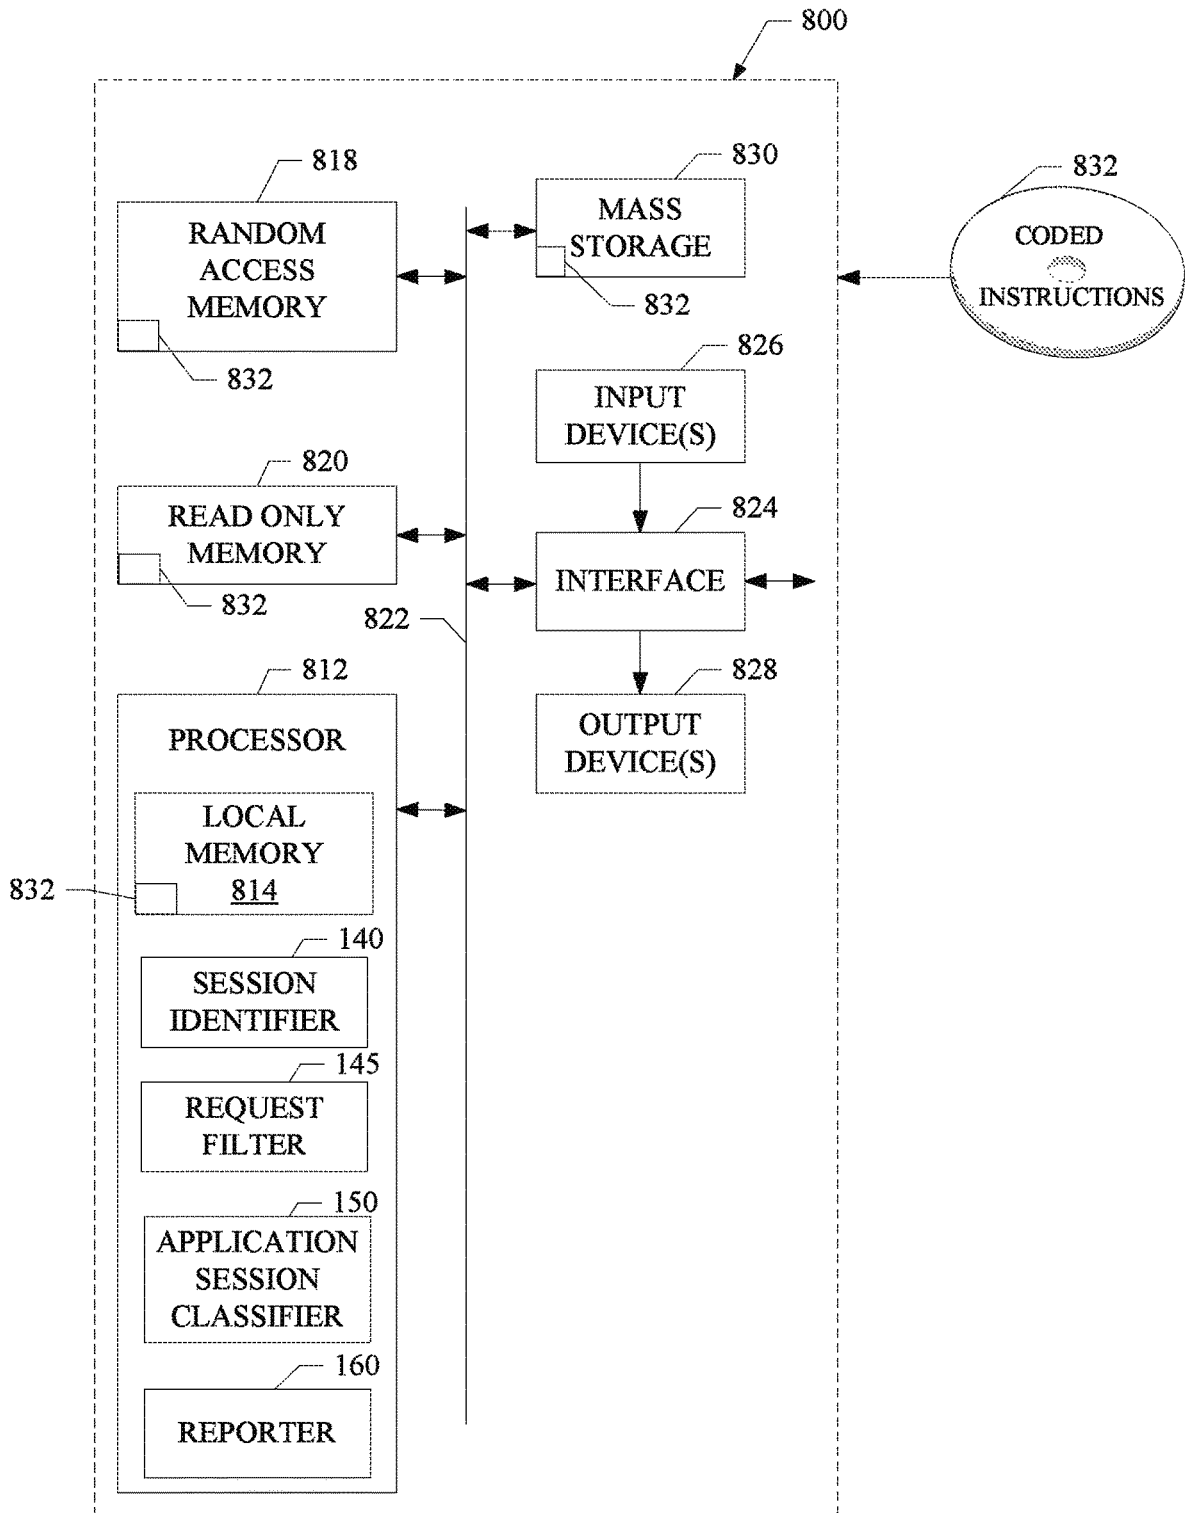 800
818
RANDOM
ACCESS
MEMORY
832
830
MASS
STORAGE
832
832
CODED
INSTRUCTIONS
826
INPUT
DEVICE(S)
820
READ ONLY
MEMORY
832
824
INTERFACE
822
828
OUTPUT
DEVICE(S)
812
PROCESSOR
LOCAL
MEMORY
814
832
140
SESSION
IDENTIFIER
145
REQUEST
FILTER
150
APPLICATION
SESSION
CLASSIFIER
160
REPORTER